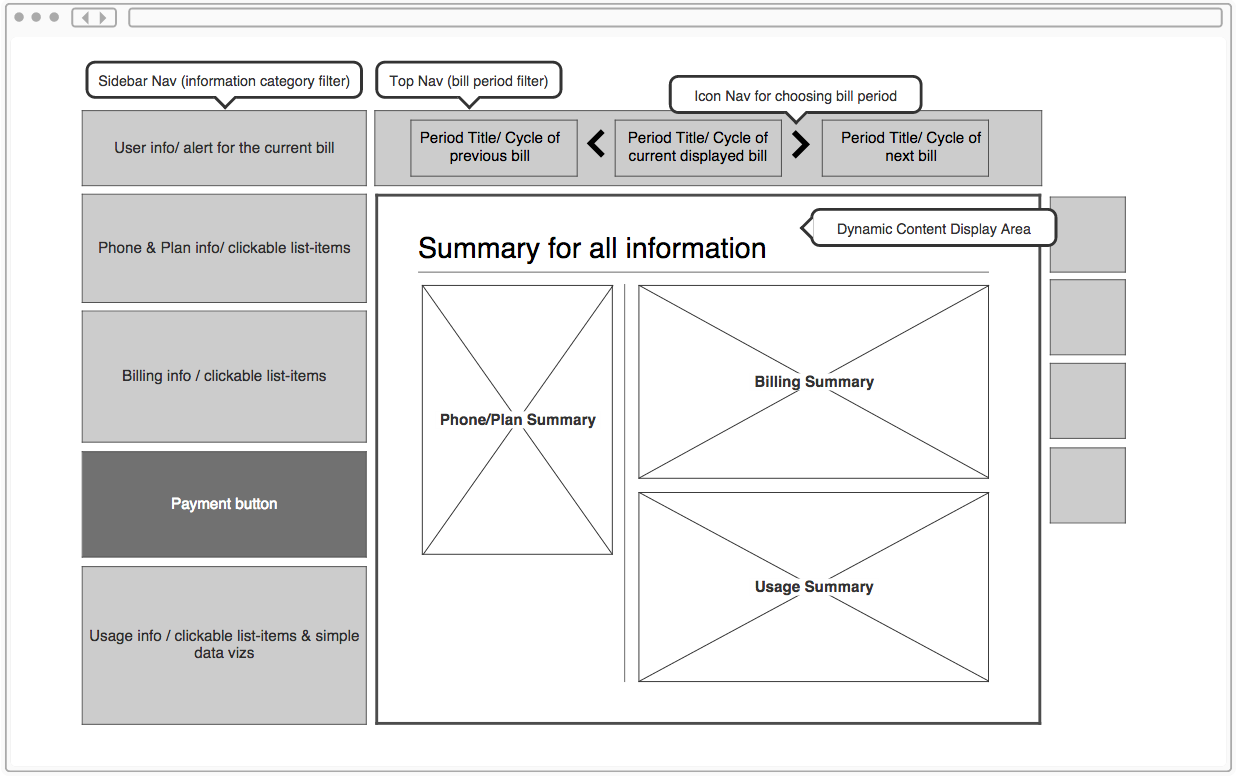 Sidebar Nav (information category filter)
Top Nav (bill period filter)
Icon Nav for choosing bill period
User info/ alert for the current bill
Period Title/ Cycle of
previous bill
Period Title/ Cycle of
current displayed bill
Period Title/ Cycle of
next bill
Phone & Plan info/ clickable list-items
Billing info / clickable list-items
Payment button
Usage info / clickable list-items & simple
data vizs
Dynamic Content Display Area
Summary for all information
Phone/Plan Summary
Billing Summary
Usage Summary